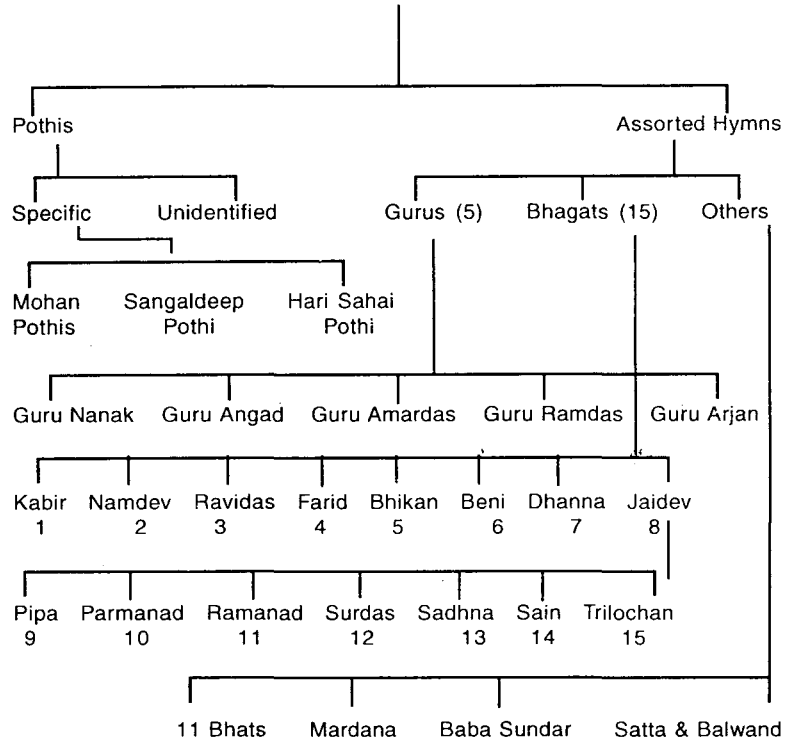 Pothis Assorted Hymns
Specific Unidentified Gurus (5) Bhagats (15) Others
Mohan Sangaldeep Hari Sahai
Pothis Pothi Pothi
Guru Nanak Guru Angad Guru Amardas Guru Ramdas Guru Arjan
Kabir Namdev Ravidas Farid Bhikan Beni Dhanna Jaidev
1 2 3 4 5 6 7 8
Pipa Parmanad Ramanad Surdas Sadhna Sain Trilochan
9 10 11 12 13 14 15
11 Bhats Mardana Baba Sundar Satta & Balwand